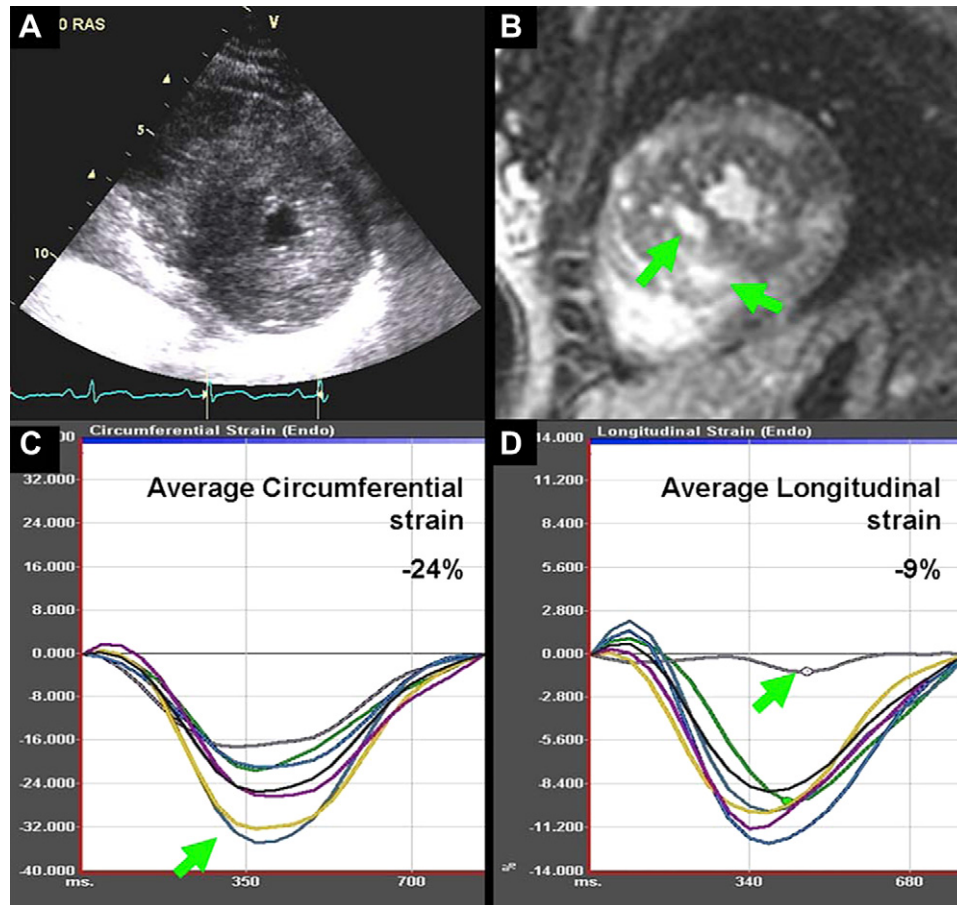 A
0 RAS
V
5
10
B
C
Circumferential Strain (Endo)
Average Circumferential
strain
-24%
32.000
24.000
16.000
8.000
0.000
-8.000
-16.000
-24.000
-32.000
-40.000
ms.
350
700
D
Longitudinal Strain (Endo)
Average Longitudinal
strain
-9%
14.000
11.200
8.400
5.600
2.800
0.000
-2.800
-5.600
-8.400
-11.200
-14.000
%
ms.
340
680